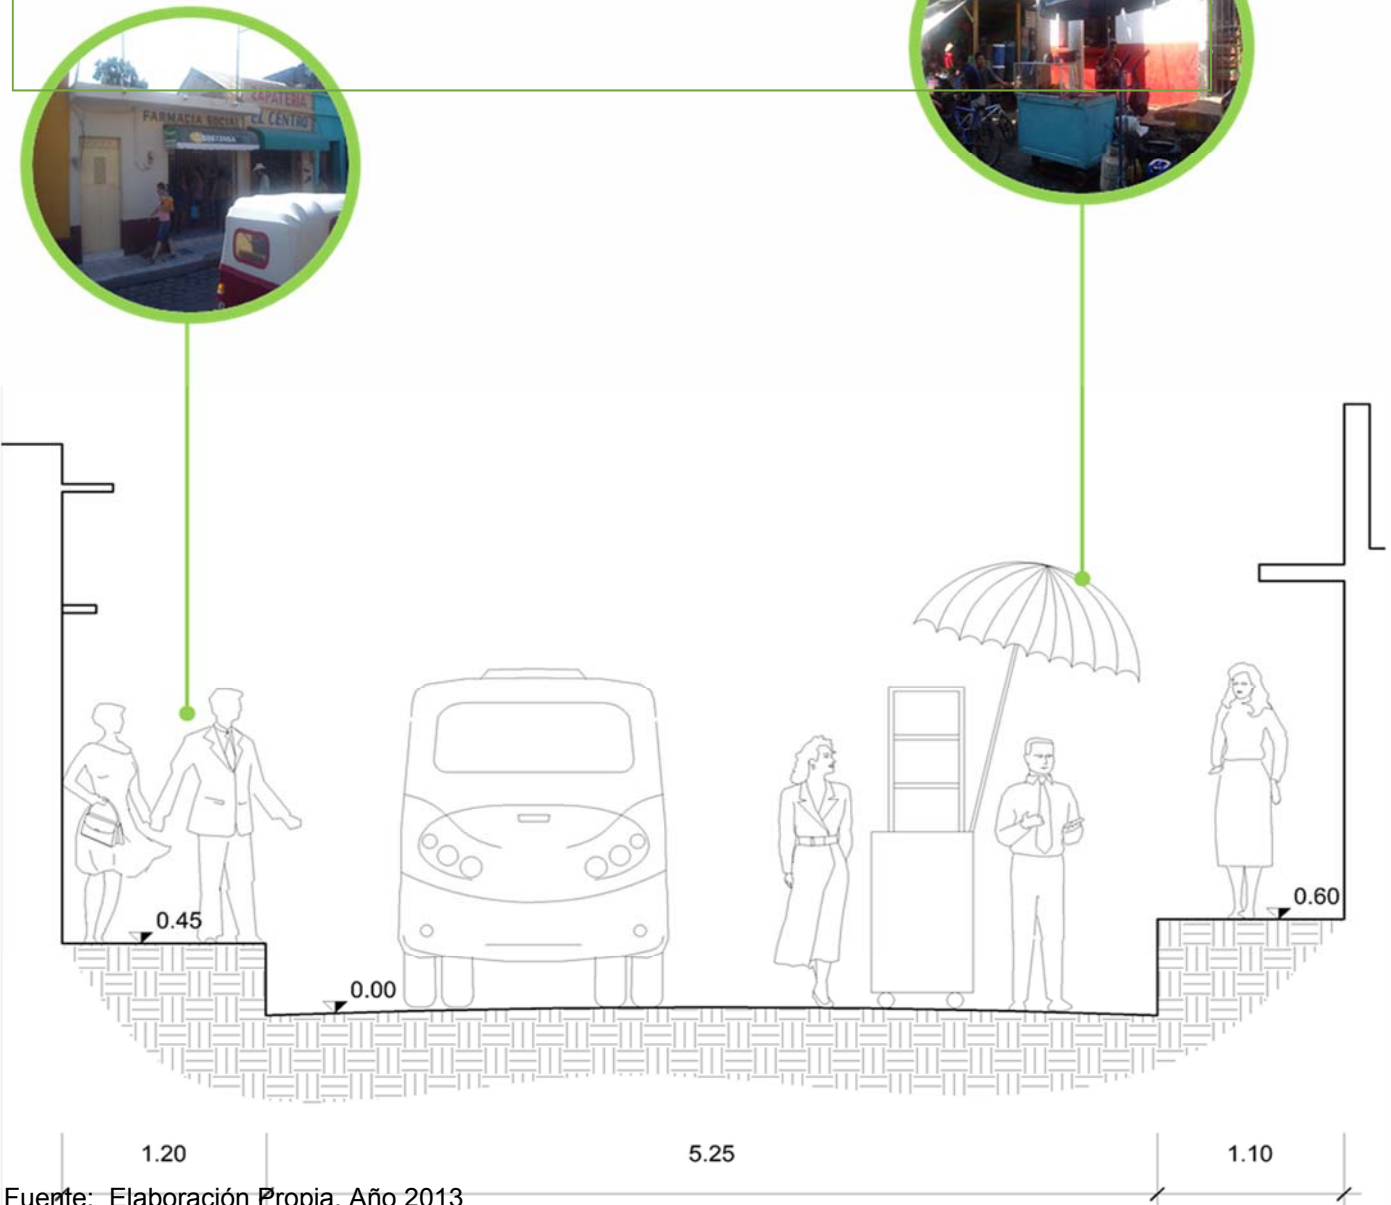 ZAPATERIA
FARMACIA SOCIAL
EL CENTRO
0.45
0.00
0.60
1.20
5.25
1.10
Fuente: Elaboración Propia. Año 2013